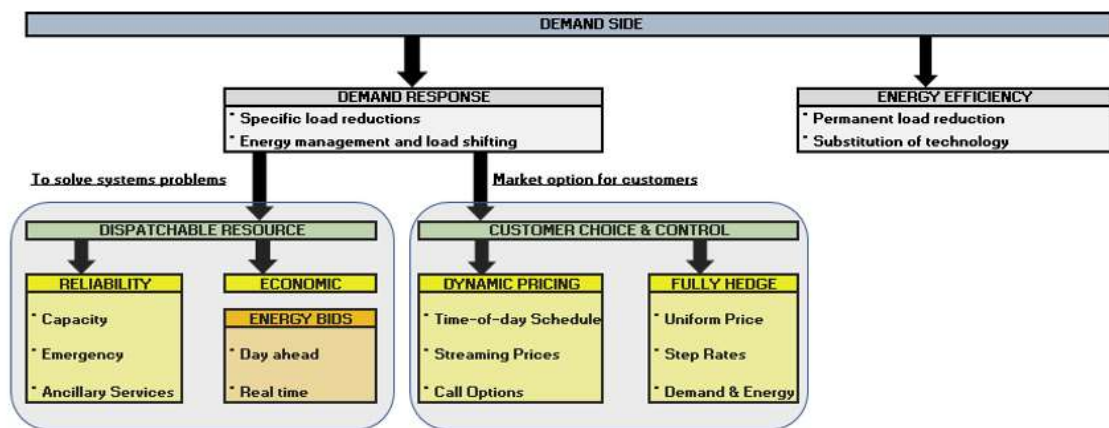 DEMAND SIDE
DEMAND RESPONSE
* Specific load reductions
* Energy management and load shifting
ENERGY EFFICIENCY
* Permanent load reduction
* Substitution of technology
To solve systems problems
Market option for customers
DISPATCHABLE RESOURCE
RELIABILITY
* Capacity
* Emergency
* Ancillary Services
ECONOMIC
ENERGY BIDS
* Day ahead
* Real time
CUSTOMER CHOICE & CONTROL
DYNAMIC PRICING
* Time-of-day Schedule
* Streaming Prices
* Call Options
FULLY HEDGE
* Uniform Price
* Step Rates
* Demand & Energy